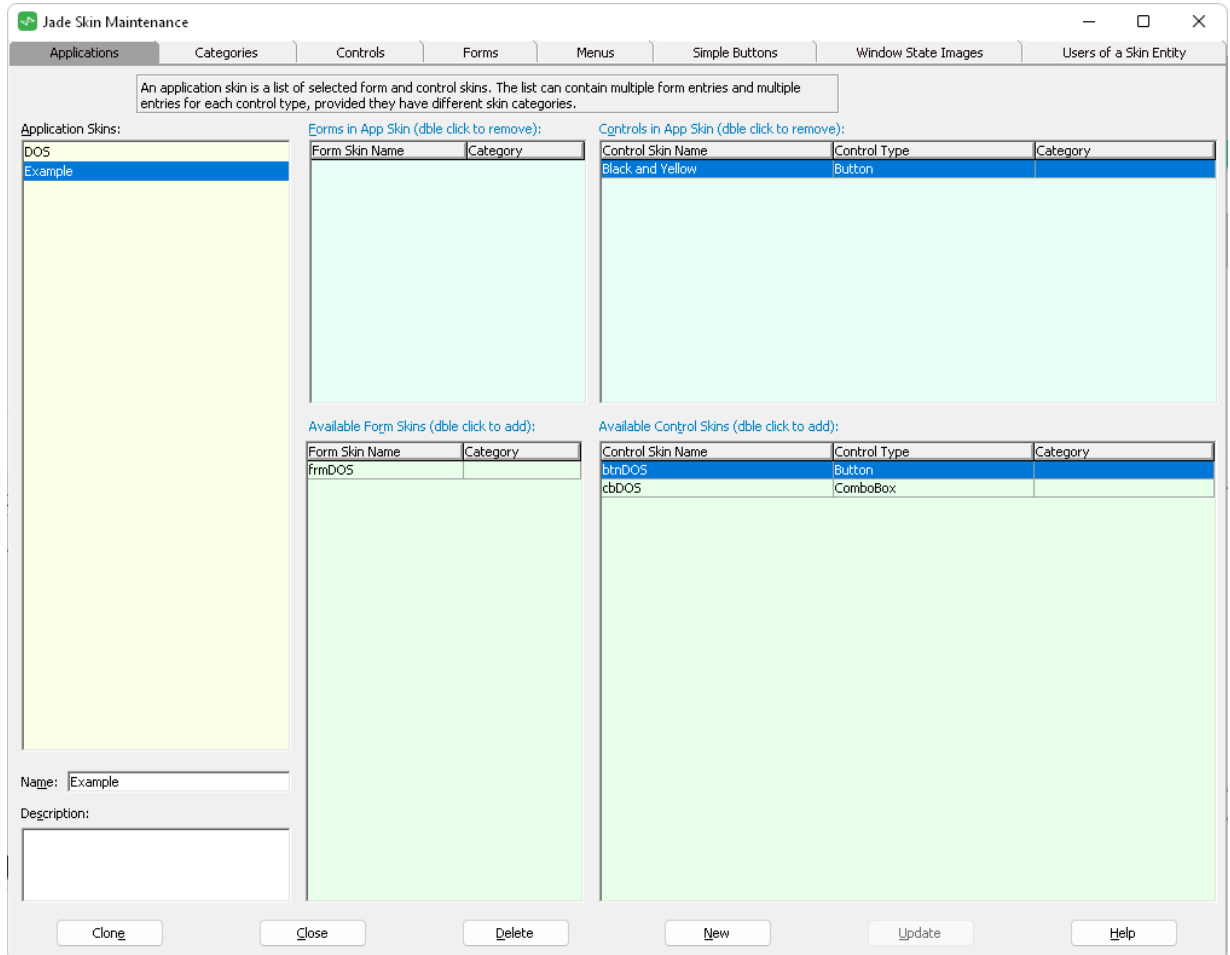 Jade Skin Maintenance
Applications Categories Controls Forms Menus Simple Buttons Window State Images Users of a Skin Entity
An application skin is a list of selected form and control skins. The list can contain multiple form entries and multiple
entries for each control type, provided they have different skin categories.
Application Skins:
DOS
Example
Forms in App Skin (dble click to remove):
Form Skin Name Category
Controls in App Skin (dble click to remove):
Control Skin Name Control Type Category
Black and Yellow Button
Available Form Skins (dble click to add):
Form Skin Name Category
frmDOS
Available Control Skins (dble click to add):
Control Skin Name Control Type Category
btnDOS Button
cbDOS ComboBox
Name: Example
Description:
Clone Close Delete New Update Help